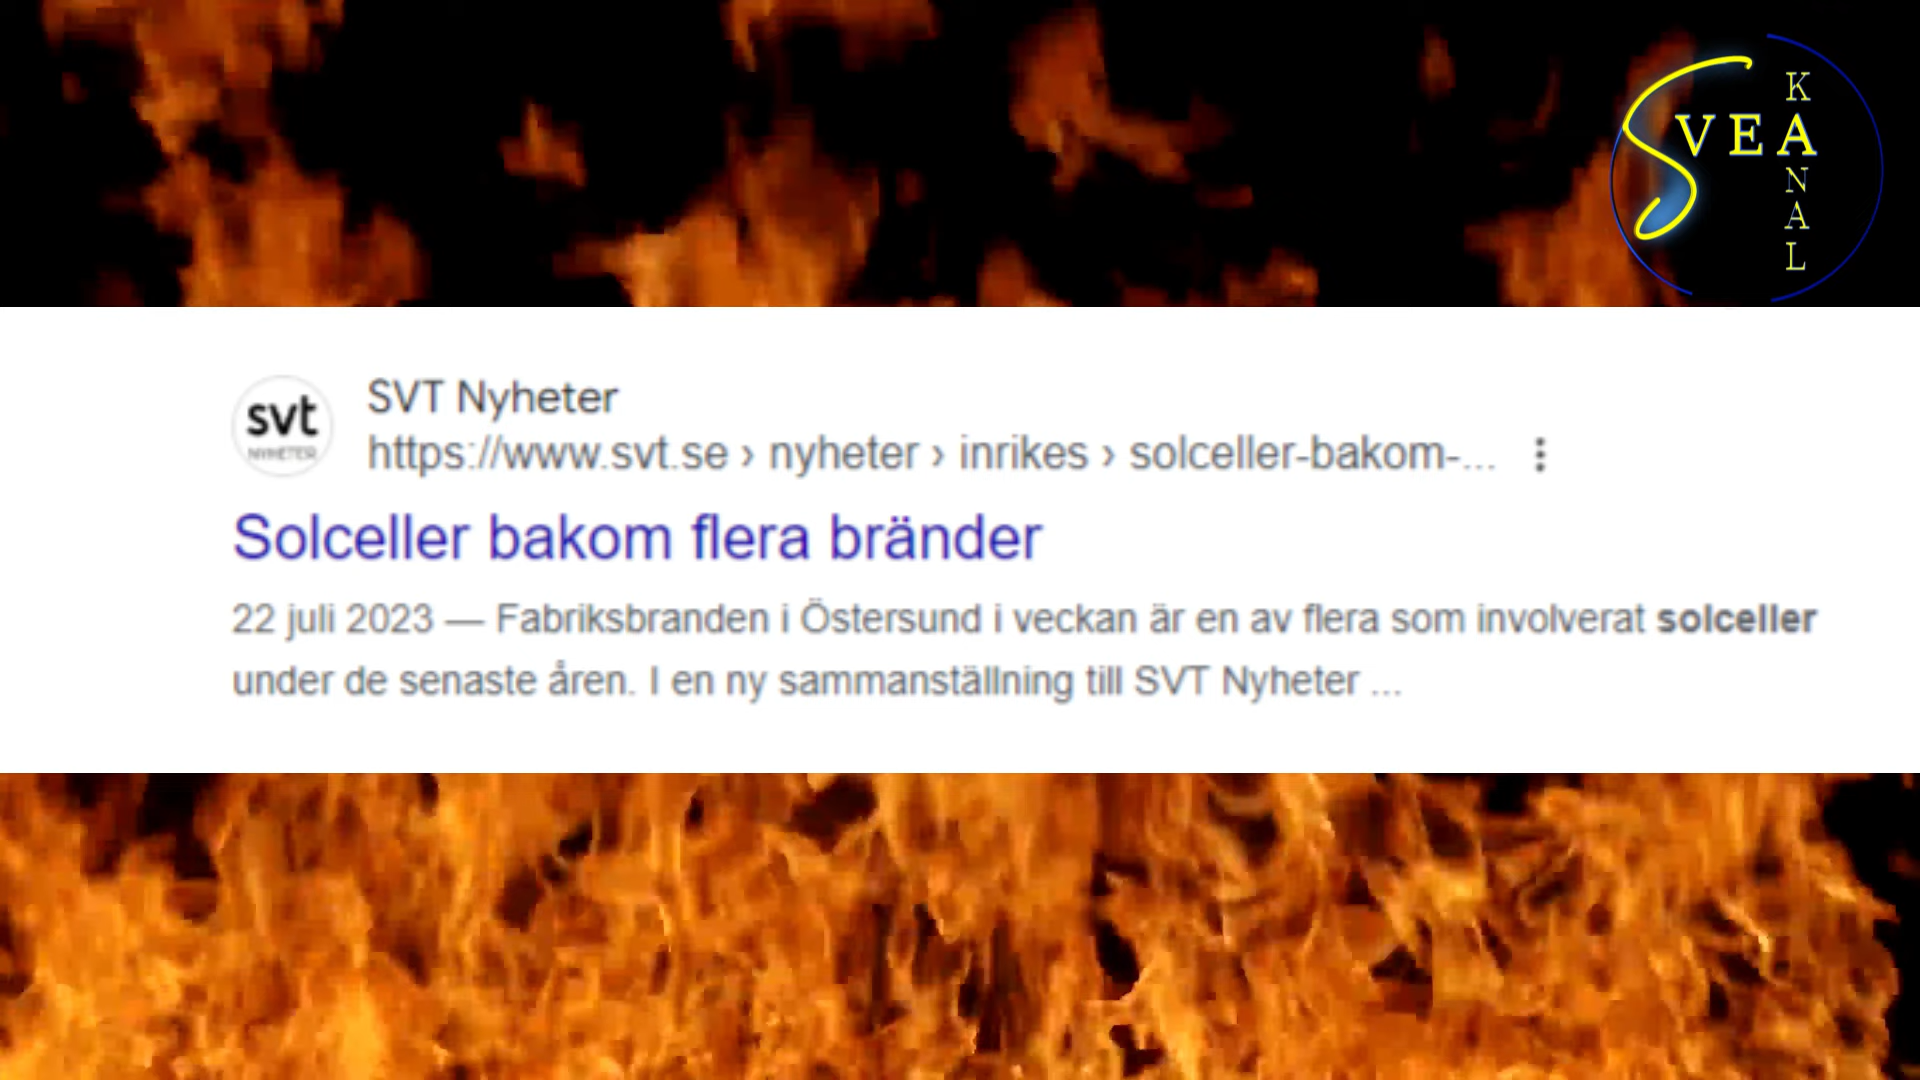 SVEA
KANAL
svt
NYHETER
SVT Nyheter
https://www.svt.se › nyheter › inrikes › solceller-bakom-...
Solceller bakom flera bränder
22 juli 2023 — Fabriksbranden i Östersund i veckan är en av flera som involverat solceller
under de senaste åren. I en ny sammanställning till SVT Nyheter ...